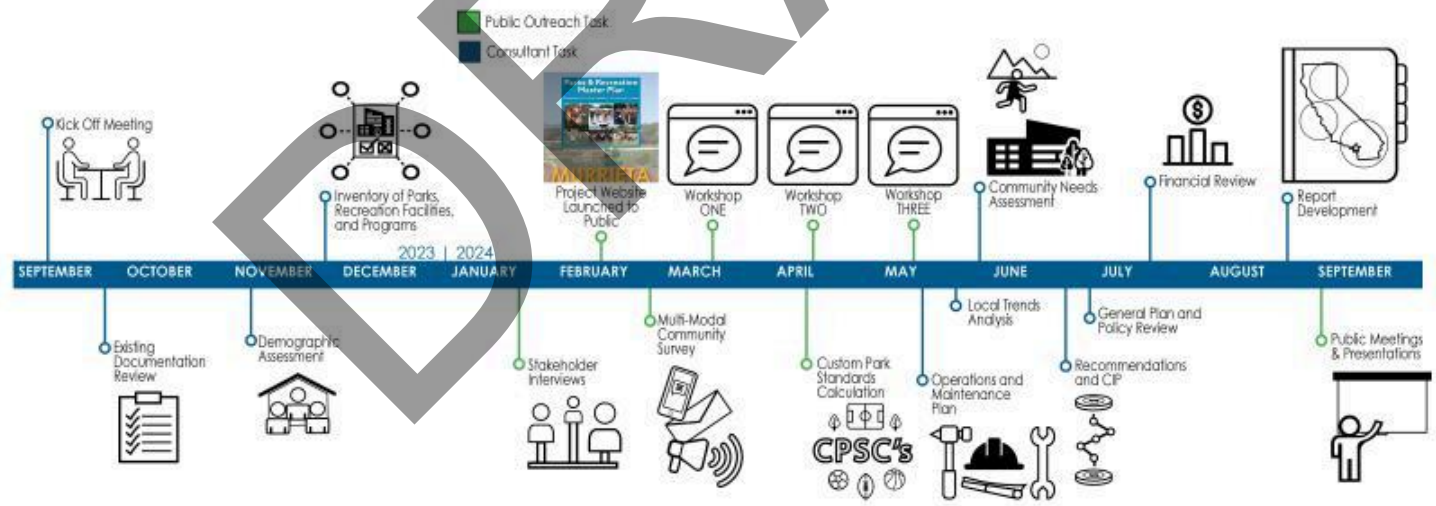 Public Outreach Task
Consultant Task
Kick Off Meeting
Inventory of Parks,
Recreation Facilities,
and Programs
Parks & Recreation
Master Plan
MURRIETA
Project Website
Launched to
Public
Workshop
ONE
Workshop
TWO
Workshop
THREE
Community Needs
Assessment
Financial Review
Report
Development
2023 | 2024
SEPTEMBER OCTOBER NOVEMBER DECEMBER JANUARY FEBRUARY MARCH APRIL MAY JUNE JULY AUGUST SEPTEMBER
Existing
Documentation
Review
Demographic
Assessment
Stakeholder
Interviews
Multi-Modal
Community
Survey
Custom Park
Standards
Calculation
CPSC's
Operations and
Maintenance
Plan
Local Trends
Analysis
Recommendations
and CIP
General Plan and
Policy Review
Public Meetings
& Presentations